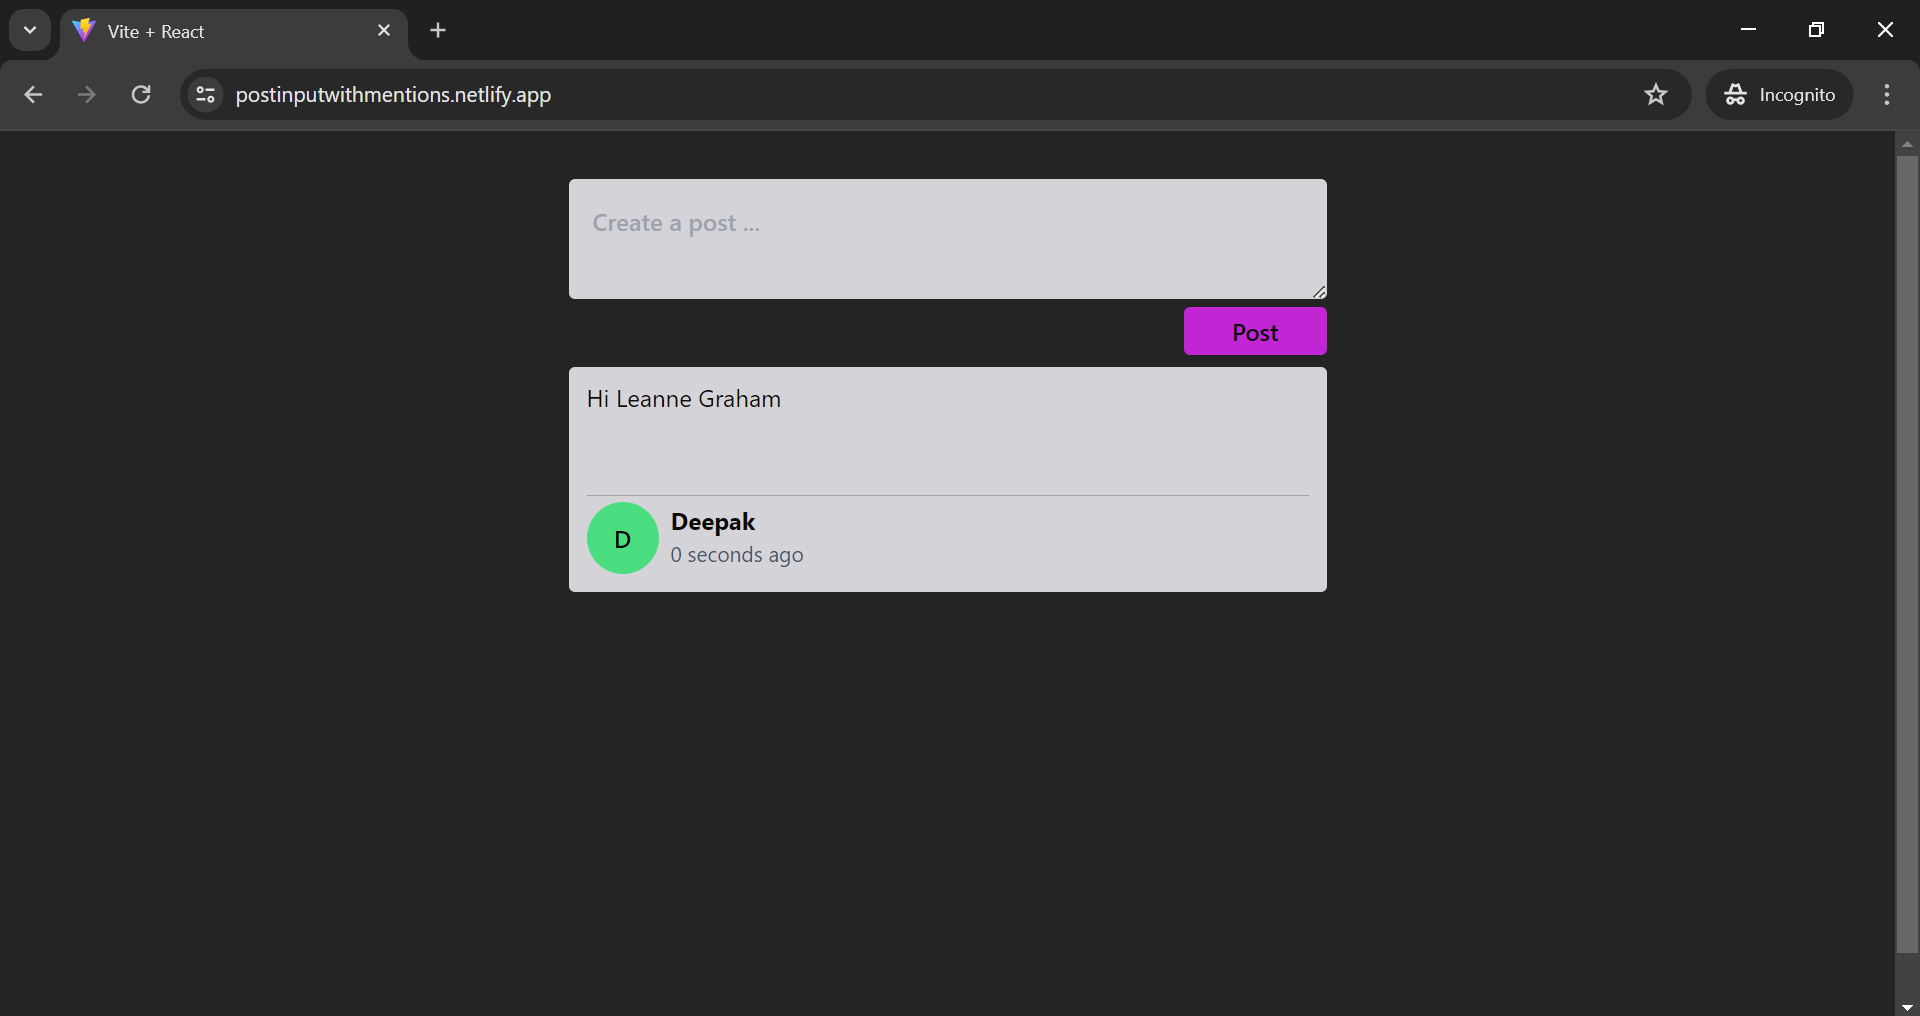 Vite + React
postinputwithmentions.netlify.app
Incognito
Create a post ...
Post
Hi Leanne Graham
D
Deepak
0 seconds ago